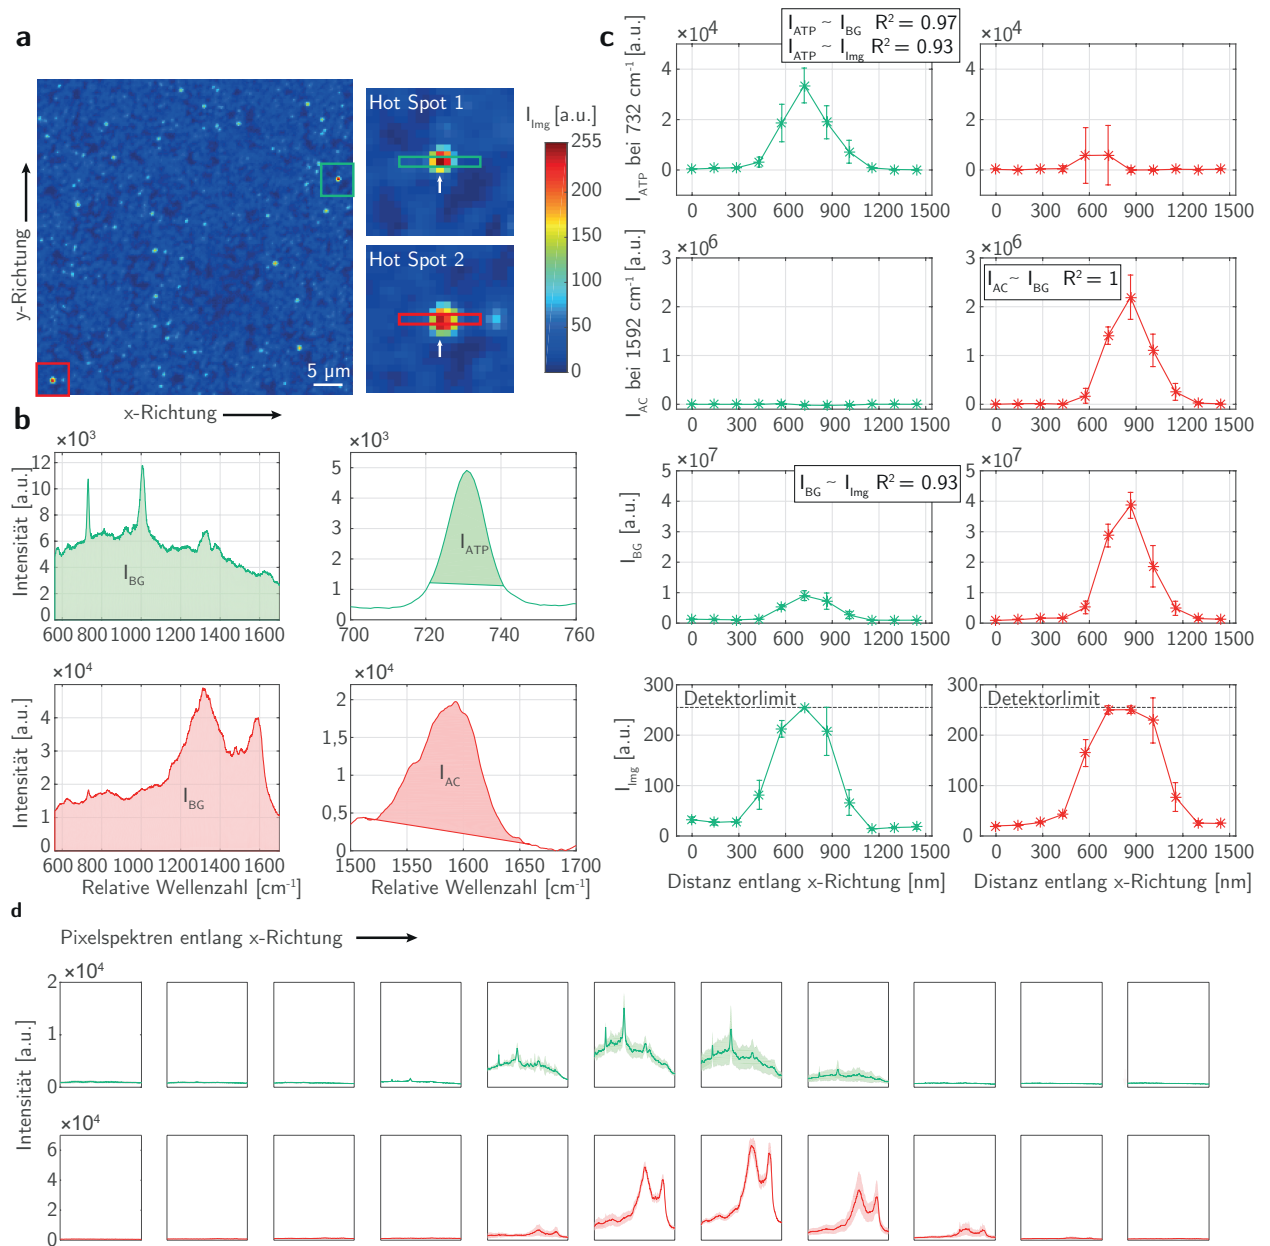 a
y-Richtung
x-Richtung
5 µm
Hot Spot 1
Hot Spot 2
I_Img [a.u.]
255
200
150
100
50
0
b
×10³
12
10
8
6
4
2
0
Intensität [a.u.]
I_BG
600 800 1000 1200 1400 1600
×10³
5
4
3
2
1
0
I_ATP
700 720 740 760
×10⁴
5
4
3
2
1
0
Intensität [a.u.]
I_BG
600 800 1000 1200 1400 1600
Relative Wellenzahl [cm⁻¹]
×10⁴
2
1,5
1
0,5
0
I_AC
1500 1550 1600 1650 1700
Relative Wellenzahl [cm⁻¹]
c
I_ATP ~ I_BG R² = 0.97
I_ATP ~ I_Img R² = 0.93
×10⁴
4
2
0
I_ATP bei 732 cm⁻¹ [a.u.]
0 300 600 900 1200 1500
×10⁴
4
2
0
0 300 600 900 1200 1500
×10⁶
3
2
1
0
I_AC bei 1592 cm⁻¹ [a.u.]
0 300 600 900 1200 1500
×10⁶
3
2
1
0
I_AC ~ I_BG R² = 1
0 300 600 900 1200 1500
×10⁷
5
4
3
2
1
0
I_BG [a.u.]
I_BG ~ I_Img R² = 0.93
0 300 600 900 1200 1500
×10⁷
5
4
3
2
1
0
0 300 600 900 1200 1500
300
200
100
0
I_Img [a.u.]
Detektorlimit
0 300 600 900 1200 1500
Distanz entlang x-Richtung [nm]
300
200
100
0
Detektorlimit
0 300 600 900 1200 1500
Distanz entlang x-Richtung [nm]
d
Pixelspektren entlang x-Richtung
×10⁴
2
1
0
Intensität [a.u.]
×10⁴
6
4
2
0